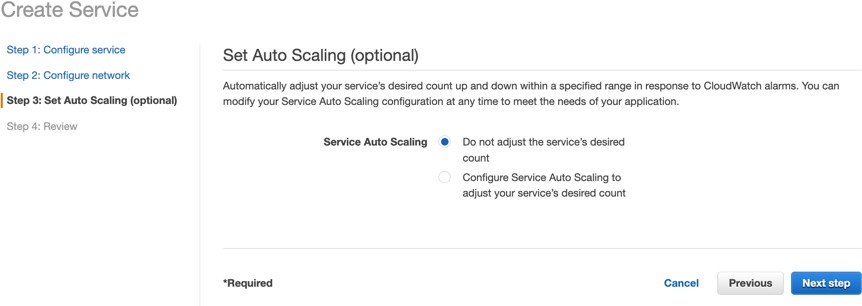 Create Service
Step 1: Configure service
Step 2: Configure network
Step 3: Set Auto Scaling (optional)
Step 4: Review
Set Auto Scaling (optional)
Automatically adjust your service's desired count up and down within a specified range in response to CloudWatch alarms. You can
modify your Service Auto Scaling configuration at any time to meet the needs of your application.
Service Auto Scaling
Do not adjust the service's desired
count
Configure Service Auto Scaling to
adjust your service's desired count
*Required
Cancel
Previous
Next step